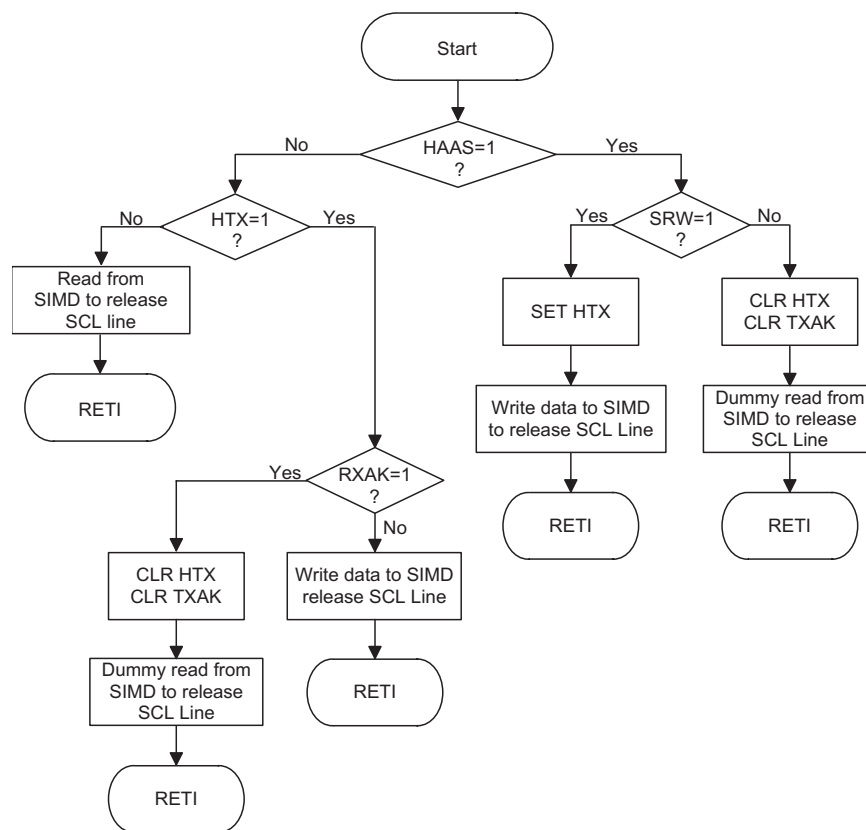 Start
HAAS=1
?
No
Yes
HTX=1
?
No
Yes
SRW=1
?
Yes
No
Read from
SIMD to release
SCL line
RETI
SET HTX
CLR HTX
CLR TXAK
Write data to SIMD
to release SCL Line
Dummy read from
SIMD to release
SCL Line
RETI
RETI
RXAK=1
?
Yes
No
CLR HTX
CLR TXAK
Write data to SIMD
release SCL Line
Dummy read from
SIMD to release
SCL Line
RETI
RETI